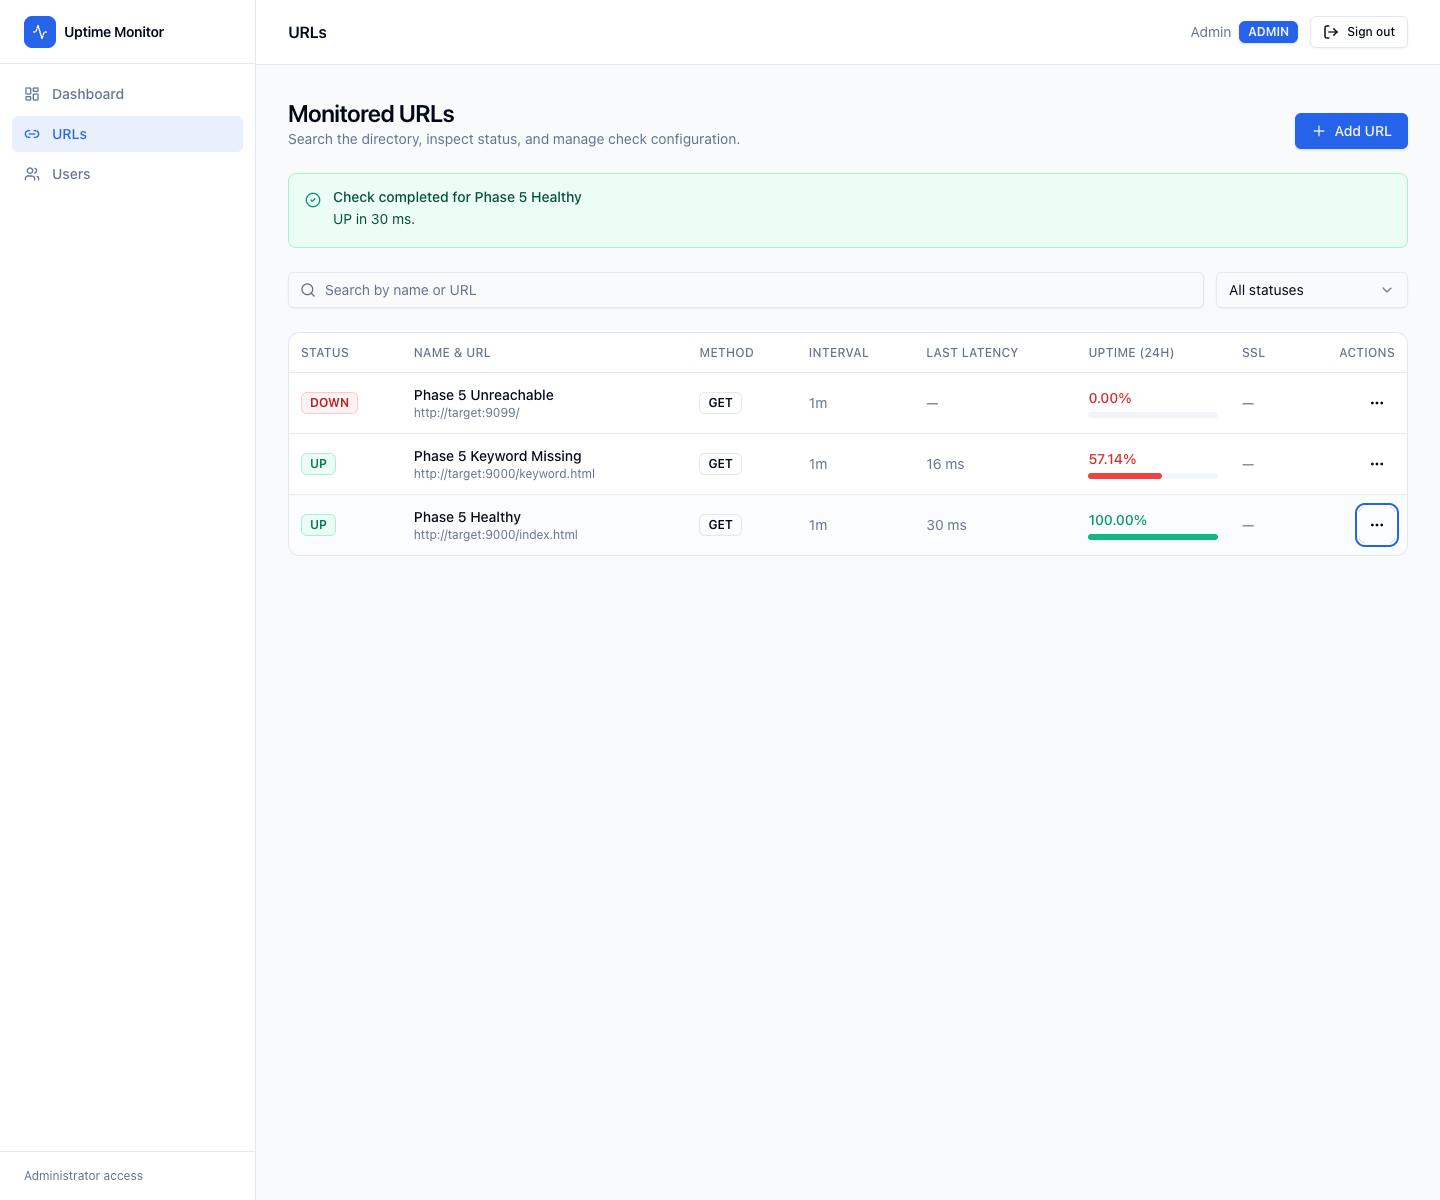 Uptime Monitor
Dashboard
URLs
Users
Administrator access
URLs
Admin ADMIN Sign out
Monitored URLs
Search the directory, inspect status, and manage check configuration.
Add URL
Check completed for Phase 5 Healthy
UP in 30 ms.
Search by name or URL
All statuses
STATUS NAME & URL METHOD INTERVAL LAST LATENCY UPTIME (24H) SSL ACTIONS
DOWN Phase 5 Unreachable GET 1m — 0.00% —
http://target:9099/
UP Phase 5 Keyword Missing GET 1m 16 ms 57.14% —
http://target:9000/keyword.html
UP Phase 5 Healthy GET 1m 30 ms 100.00% —
http://target:9000/index.html